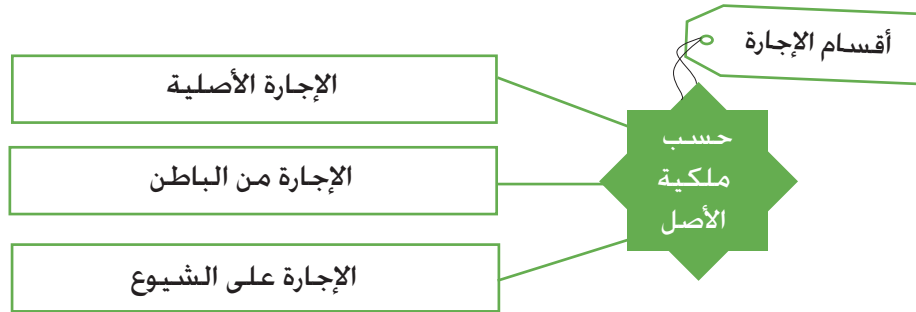 أقسام الإجارة
حسب
ملكية
الأصل
الإجارة الأصلية
الإجارة من الباطن
الإجارة على الشيوع